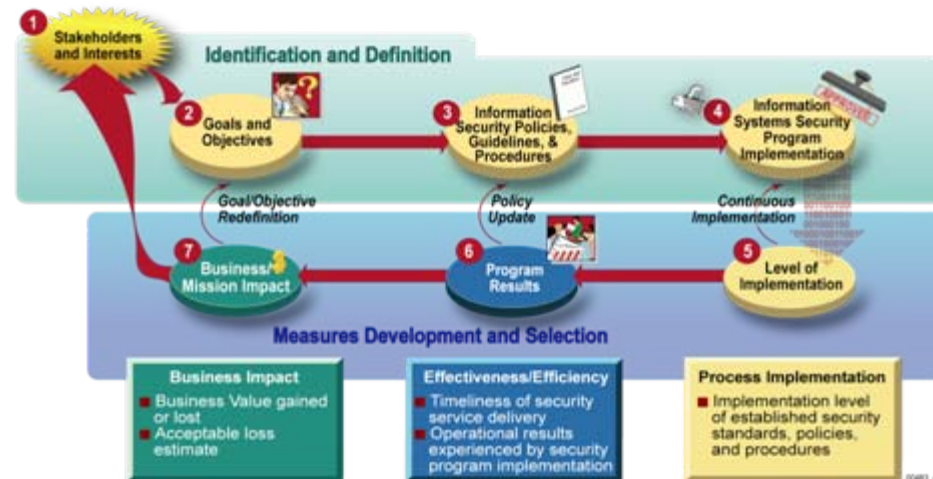 1
Stakeholders
and Interests
Identification and Definition
2
Goals and
Objectives
3
Information
Security Policies,
Guidelines, &
Procedures
4
Information
Systems Security
Program
Implementation
APPROVED
Goal/Objective
Redefinition
Policy
Update
Continuous
Implementation
7
Business/
Mission Impact
6
Program
Results
5
Level of
Implementation
Measures Development and Selection
Business Impact
Business Value gained
or lost
Acceptable loss
estimate
Effectiveness/Efficiency
Timeliness of security
service delivery
Operational results
experienced by security
program implementation
Process Implementation
Implementation level
of established security
standards, policies,
and procedures